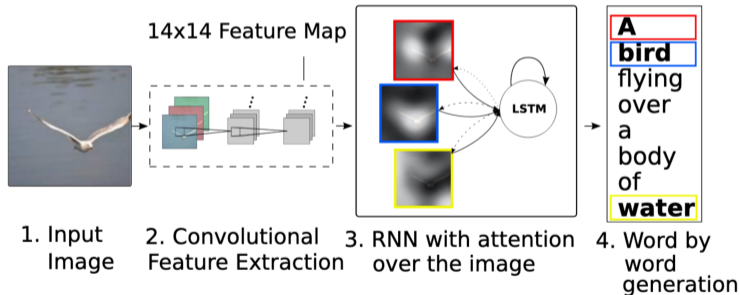 14x14 Feature Map
LSTM
A
bird
flying
over
a
body
of
water
1. Input
Image
2. Convolutional
Feature Extraction
3. RNN with attention
over the image
4. Word by
word
generation